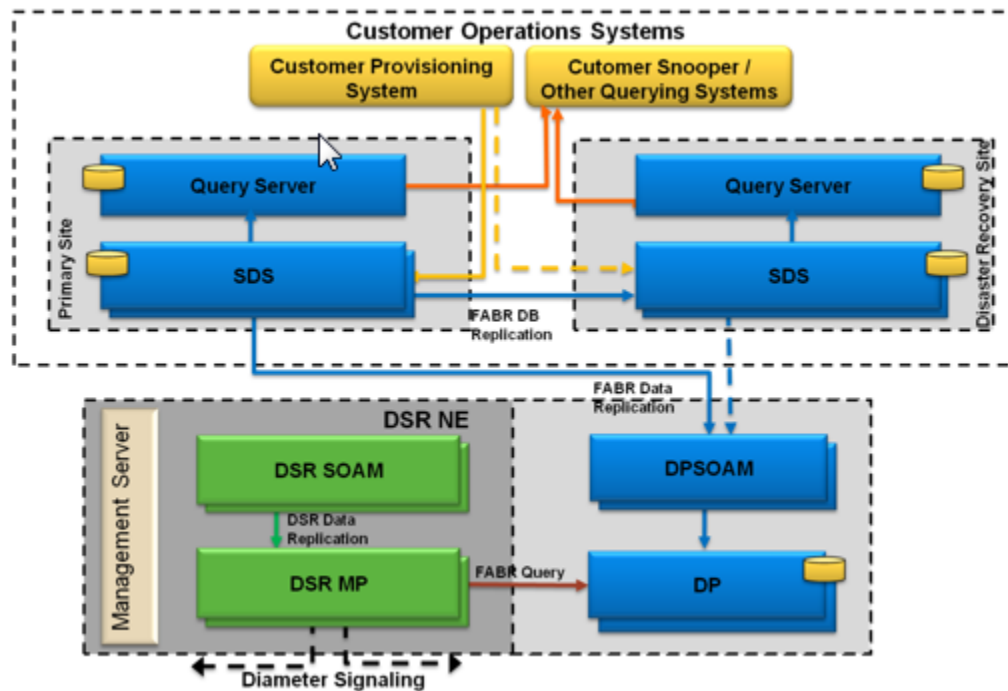 Customer Operations Systems
Customer Provisioning
System
Cutomer Snooper /
Other Querying Systems
Primary Site
Query Server
SDS
FABR DB
Replication
Query Server
SDS
Disaster Recovery Site
FABR Data
Replication
Management Server
DSR NE
DSR SOAM
DSR Data
Replication
DSR MP
FABR Query
DPSOAM
DP
Diameter Signaling